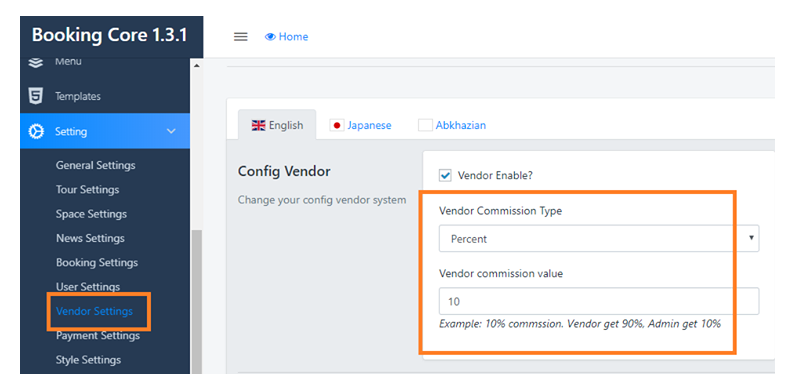 Booking Core 1.3.1
Home
Menu
Templates
Setting
General Settings
Tour Settings
Space Settings
News Settings
Booking Settings
User Settings
Vendor Settings
Payment Settings
Style Settings
English
Japanese
Abkhazian
Config Vendor
Change your config vendor system
Vendor Enable?
Vendor Commission Type
Percent
Vendor commission value
10
Example: 10% commssion. Vendor get 90%, Admin get 10%